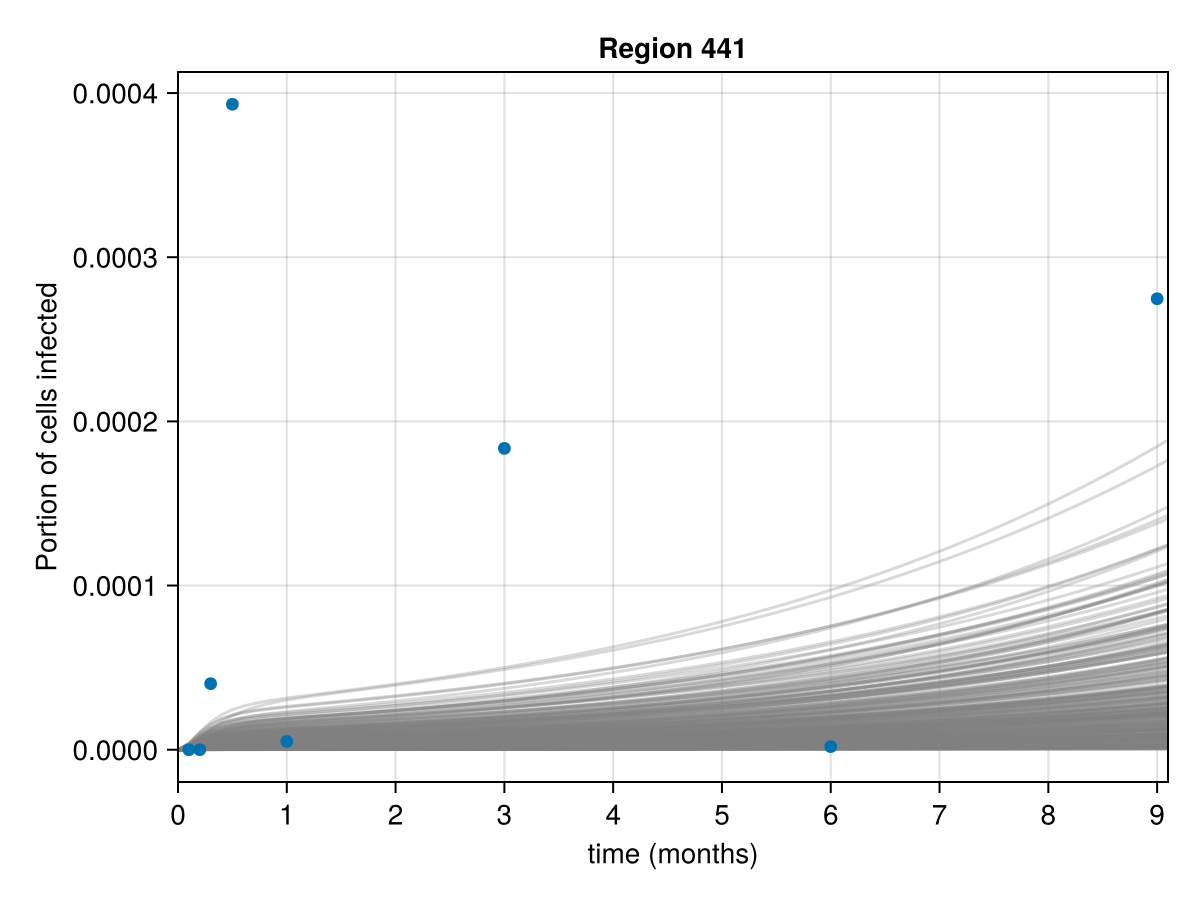 Region 441
0.0004
0.0003
0.0002
0.0001
0.0000
Portion of cells infected
0 1 2 3 4 5 6 7 8 9
time (months)